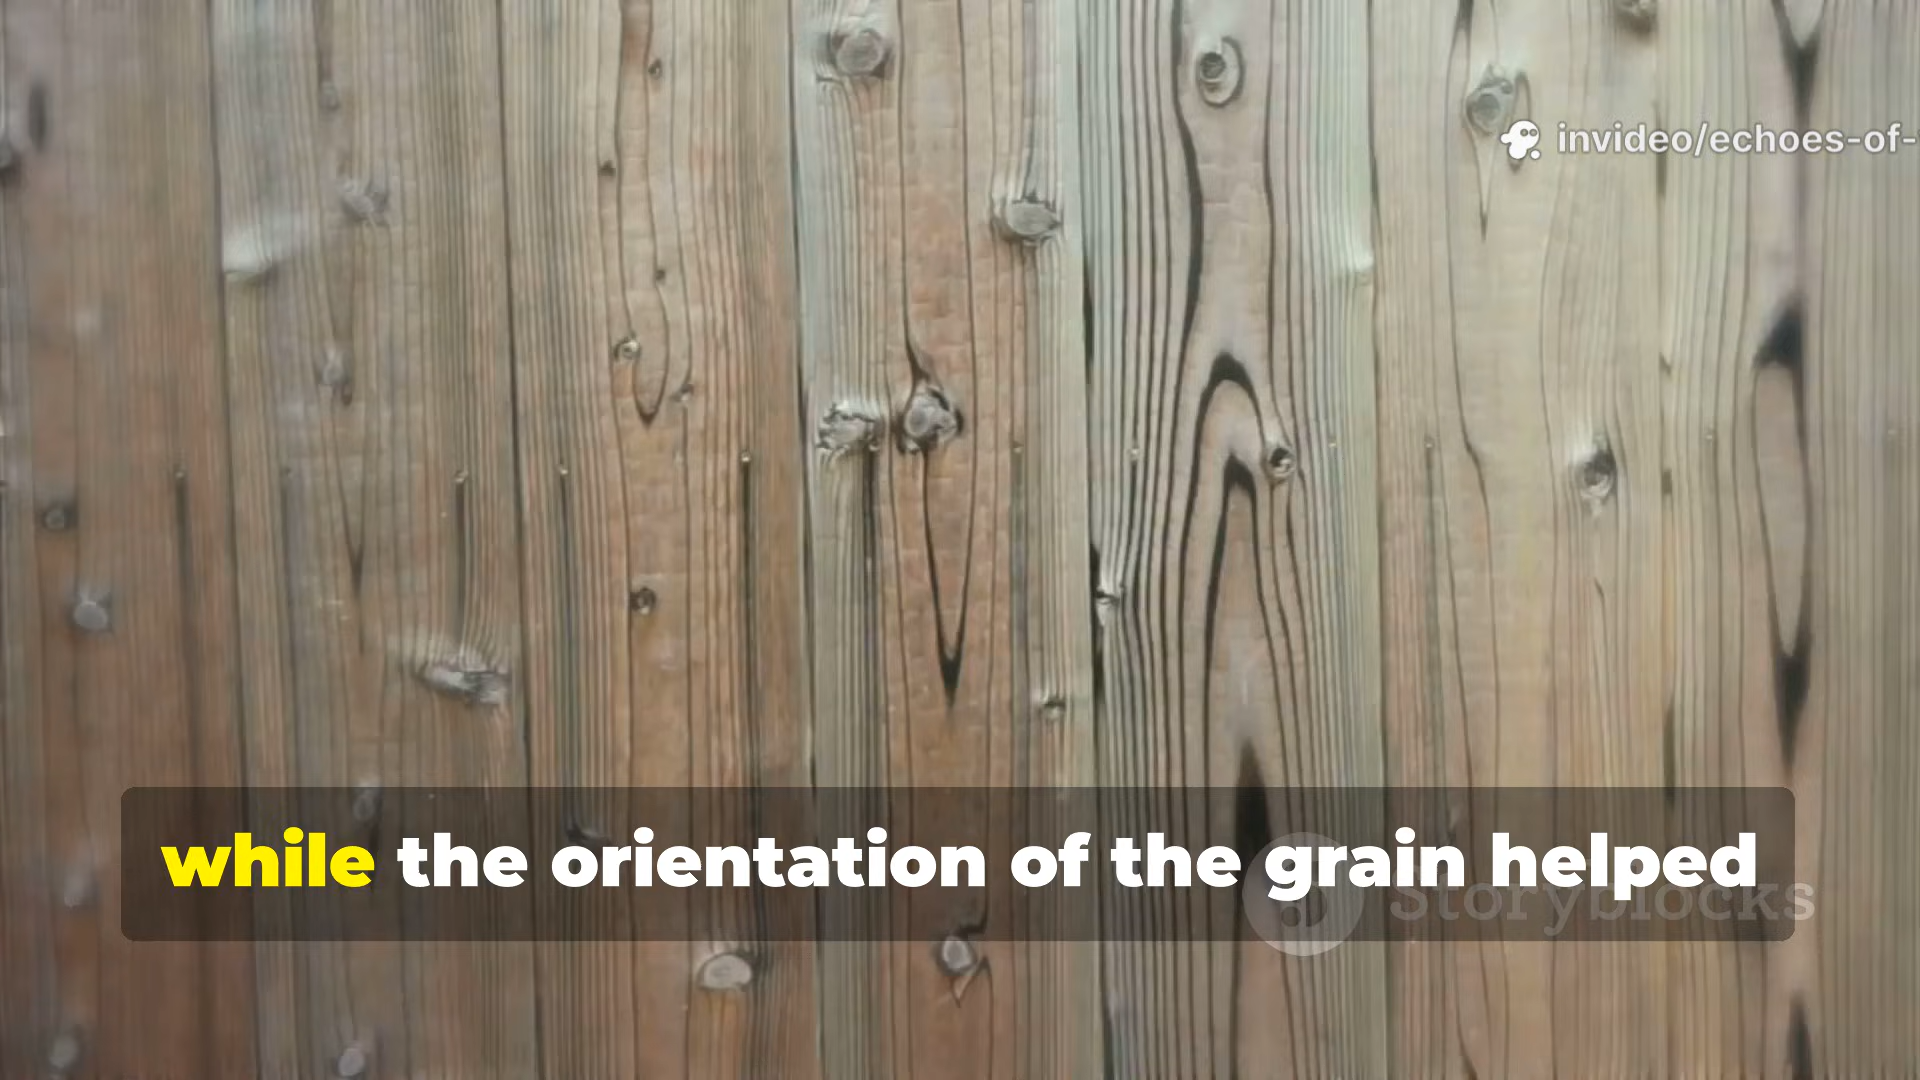 invideo/echoes-of-
while the orientation of the grain helped
Storyblocks